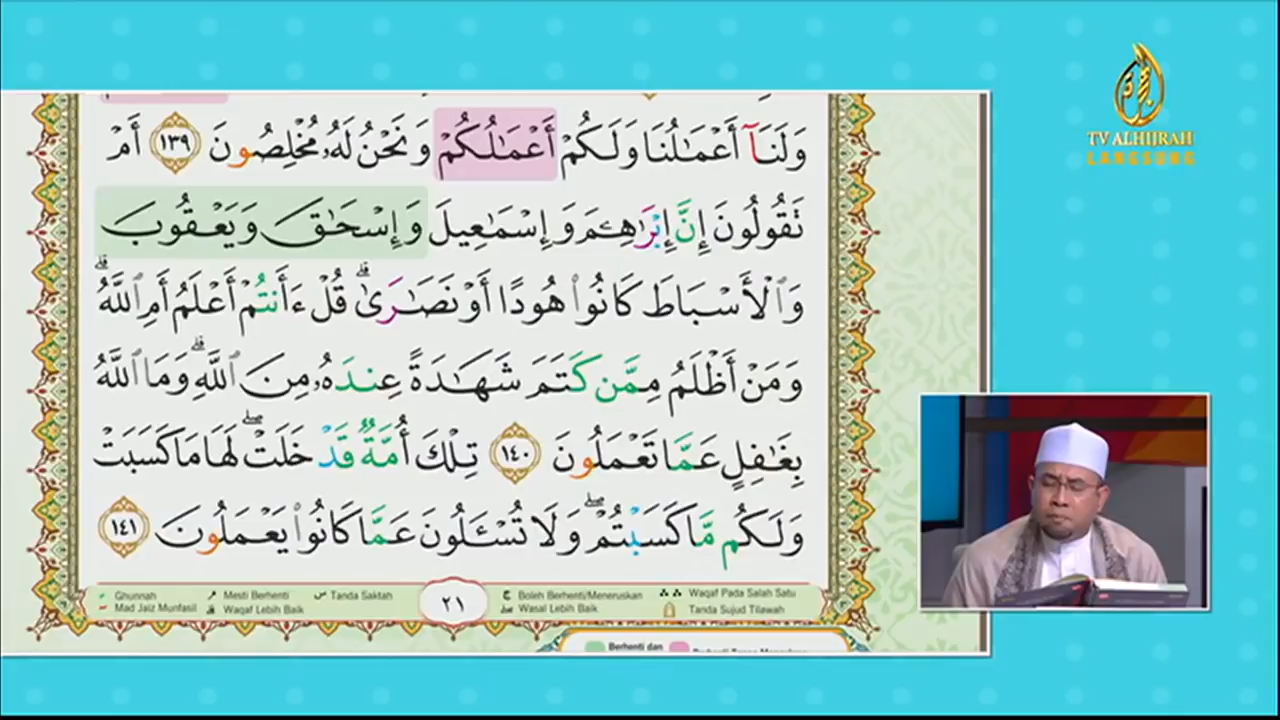 TV ALHIJRAH
LANGSUNG
وَلَنَآ أَعْمَٰلُنَا وَلَكُمْ أَعْمَٰلُكُمْ وَنَحْنُ لَهُۥ مُخْلِصُونَ ١٣٩ أَمْ
تَقُولُونَ إِنَّ إِبْرَٰهِـۧمَ وَإِسْمَٰعِيلَ وَإِسْحَٰقَ وَيَعْقُوبَ
وَٱلْأَسْبَاطَ كَانُوا۟ هُودًا أَوْ نَصَٰرَىٰ ۗ قُلْ ءَأَنتُمْ أَعْلَمُ أَمِ ٱللَّهُ ۗ
وَمَنْ أَظْلَمُ مِمَّن كَتَمَ شَهَٰدَةً عِندَهُۥ مِنَ ٱللَّهِ ۗ وَمَا ٱللَّهُ
بِغَٰفِلٍ عَمَّا تَعْمَلُونَ ١٤٠ تِلْكَ أُمَّةٌ قَدْ خَلَتْ ۖ لَهَا مَا كَسَبَتْ
وَلَكُم مَّا كَسَبْتُمْ ۖ وَلَا تُسْـَٔلُونَ عَمَّا كَانُوا۟ يَعْمَلُونَ ١٤١
Ghunnah Mesti Berhenti Tanda Saktah ٢١ Boleh Berhenti/Meneruskan Waqaf Pada Salah Satu
Mad Jaiz Munfasil Waqaf Lebih Baik Wasal Lebih Baik Tanda Sujud Tilawah
Berhenti dan